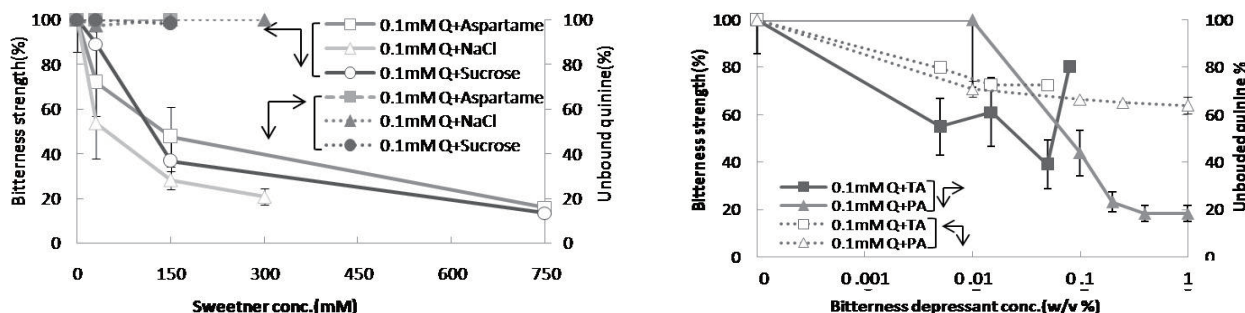 Bitterness strength(%)
100
80
60
40
20
0
0
150
300
450
600
750
Sweetner conc.(mM)
100
80
60
40
20
0
Unbound quinine(%)
0.1mM Q+Aspartame
0.1mM Q+NaCl
0.1mM Q+Sucrose
0.1mM Q+Aspartame
0.1mM Q+NaCl
0.1mM Q+Sucrose
Bitterness strength(%)
100
80
60
40
20
0
0
0.001
0.01
0.1
1
Bitterness depressant conc.(w/v %)
100
80
60
40
20
0
Unbouded quinine %
0.1mM Q+TA
0.1mM Q+PA
0.1mM Q+TA
0.1mM Q+PA